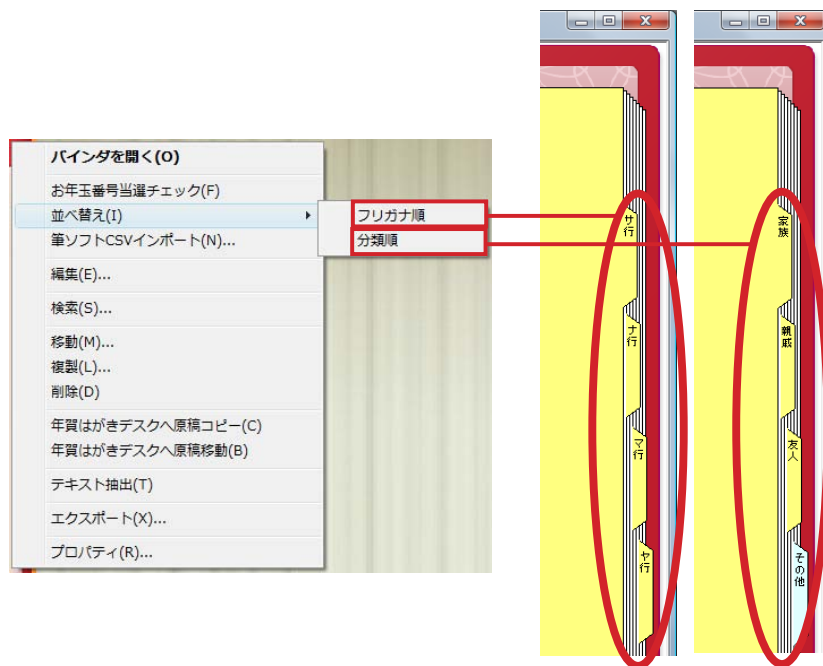 バインダを開く(O)
お年玉番号当選チェック(F)
並べ替え(I)
筆ソフトCSVインポート(N)...
編集(E)...
検索(S)...
移動(M)...
複製(L)...
削除(D)
年賀はがきデスクへ原稿コピー(C)
年賀はがきデスクへ原稿移動(B)
テキスト抽出(T)
エクスポート(X)...
プロパティ(R)...
フリガナ順
分類順
サ行
ナ行
マ行
ヤ行
家族
親戚
友人
その他